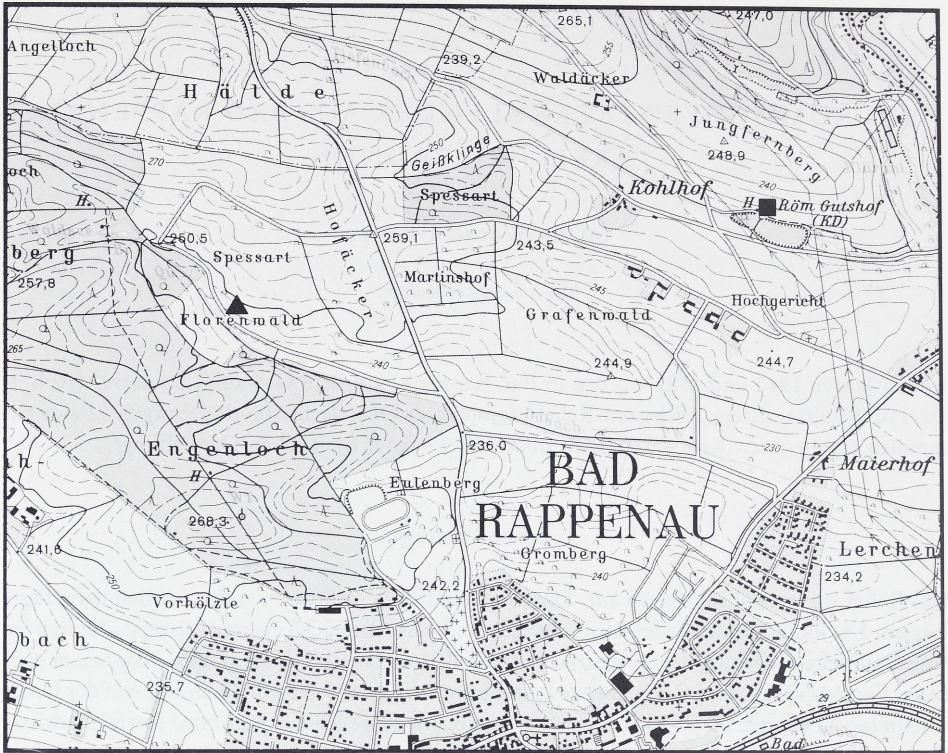 265,1
247,0
Angelloch
239,2
255
Waldäcker
Hälde
Jungfernberg
250
Geißklinge
248,9
270
och
Spessart
Kohlhof
240
H.
H
Röm Gutshof
(KD)
Hofäcker
260,5
259,1
243,5
berg
Spessart
257,8
Martinshof
245
Hochgericht
Florenwald
Grafenwald
265
240
244,9
244,7
Engenloch
236,0
230
BAD
RAPPENAU
Maierhof
h-
H
Eulenberg
268,3
Gromberg
241,6
Lerchen
250
242,2
240
234,2
Vorhölzle
bach
235,7
29
Bad